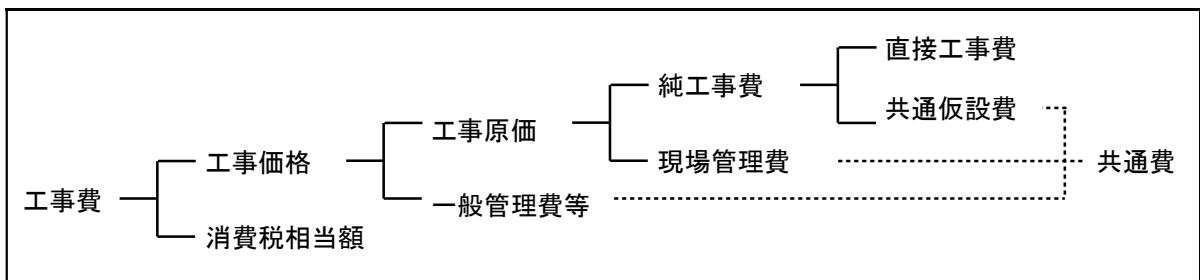 直接工事費
純工事費
共通仮設費
工事原価
工事価格
現場管理費
共通費
工事費
一般管理費等
消費税相当額